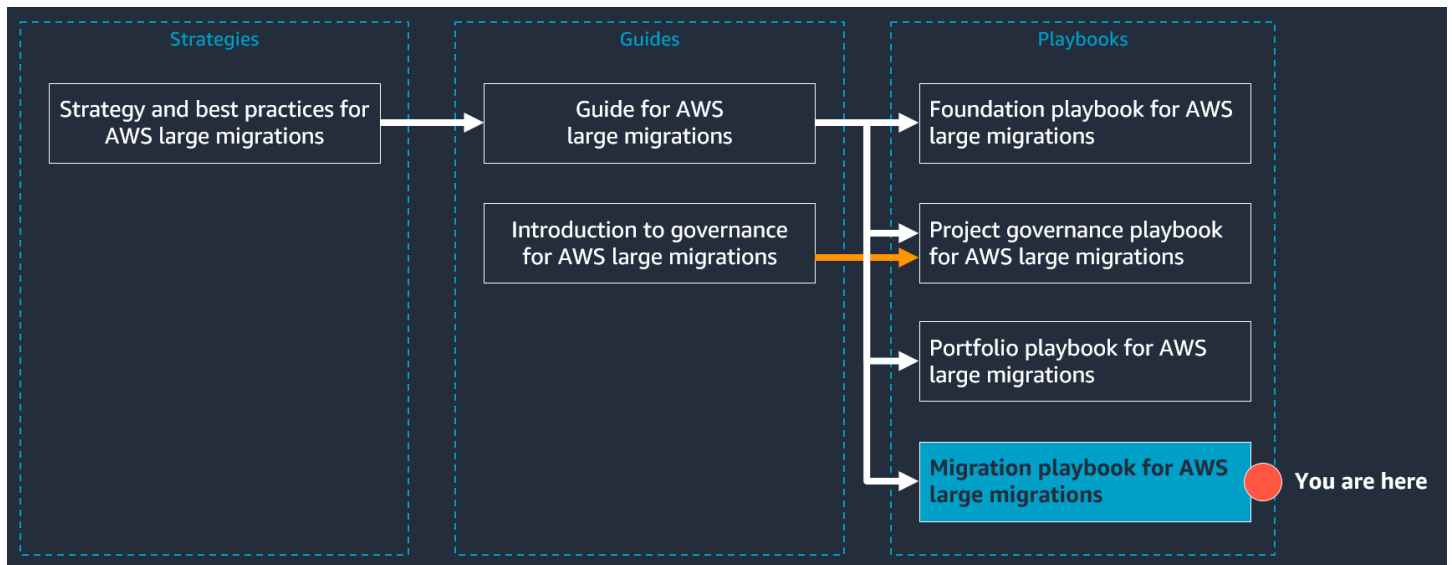 Strategies
Strategy and best practices for
AWS large migrations
Guides
Guide for AWS
large migrations
Introduction to governance
for AWS large migrations
Playbooks
Foundation playbook for AWS
large migrations
Project governance playbook
for AWS large migrations
Portfolio playbook for AWS
large migrations
Migration playbook for AWS
large migrations
You are here